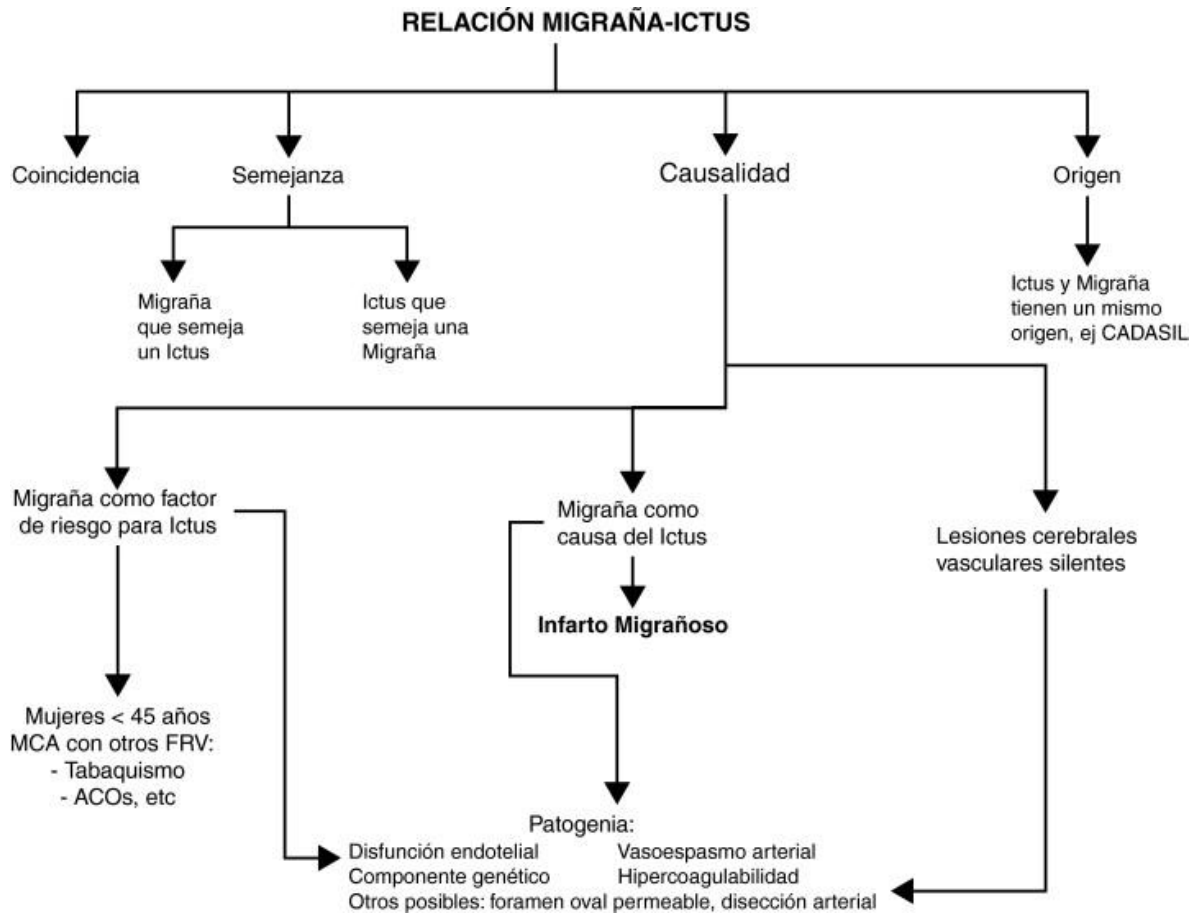 RELACIÓN MIGRAÑA-ICTUS
Coincidencia
Semejanza
Causalidad
Origen
Migraña
que semeja
un Ictus
Ictus que
semeja una
Migraña
Ictus y Migraña
tienen un mismo
origen, ej CADASIL
Migraña como factor
de riesgo para Ictus
Migraña como
causa del Ictus
Lesiones cerebrales
vasculares silentes
Infarto Migrañoso
Mujeres < 45 años
MCA con otros FRV:
- Tabaquismo
- ACOs, etc
Patogenia:
Disfunción endotelial Vasoespasmo arterial
Componente genético Hipercoagulabilidad
Otros posibles: foramen oval permeable, disección arterial